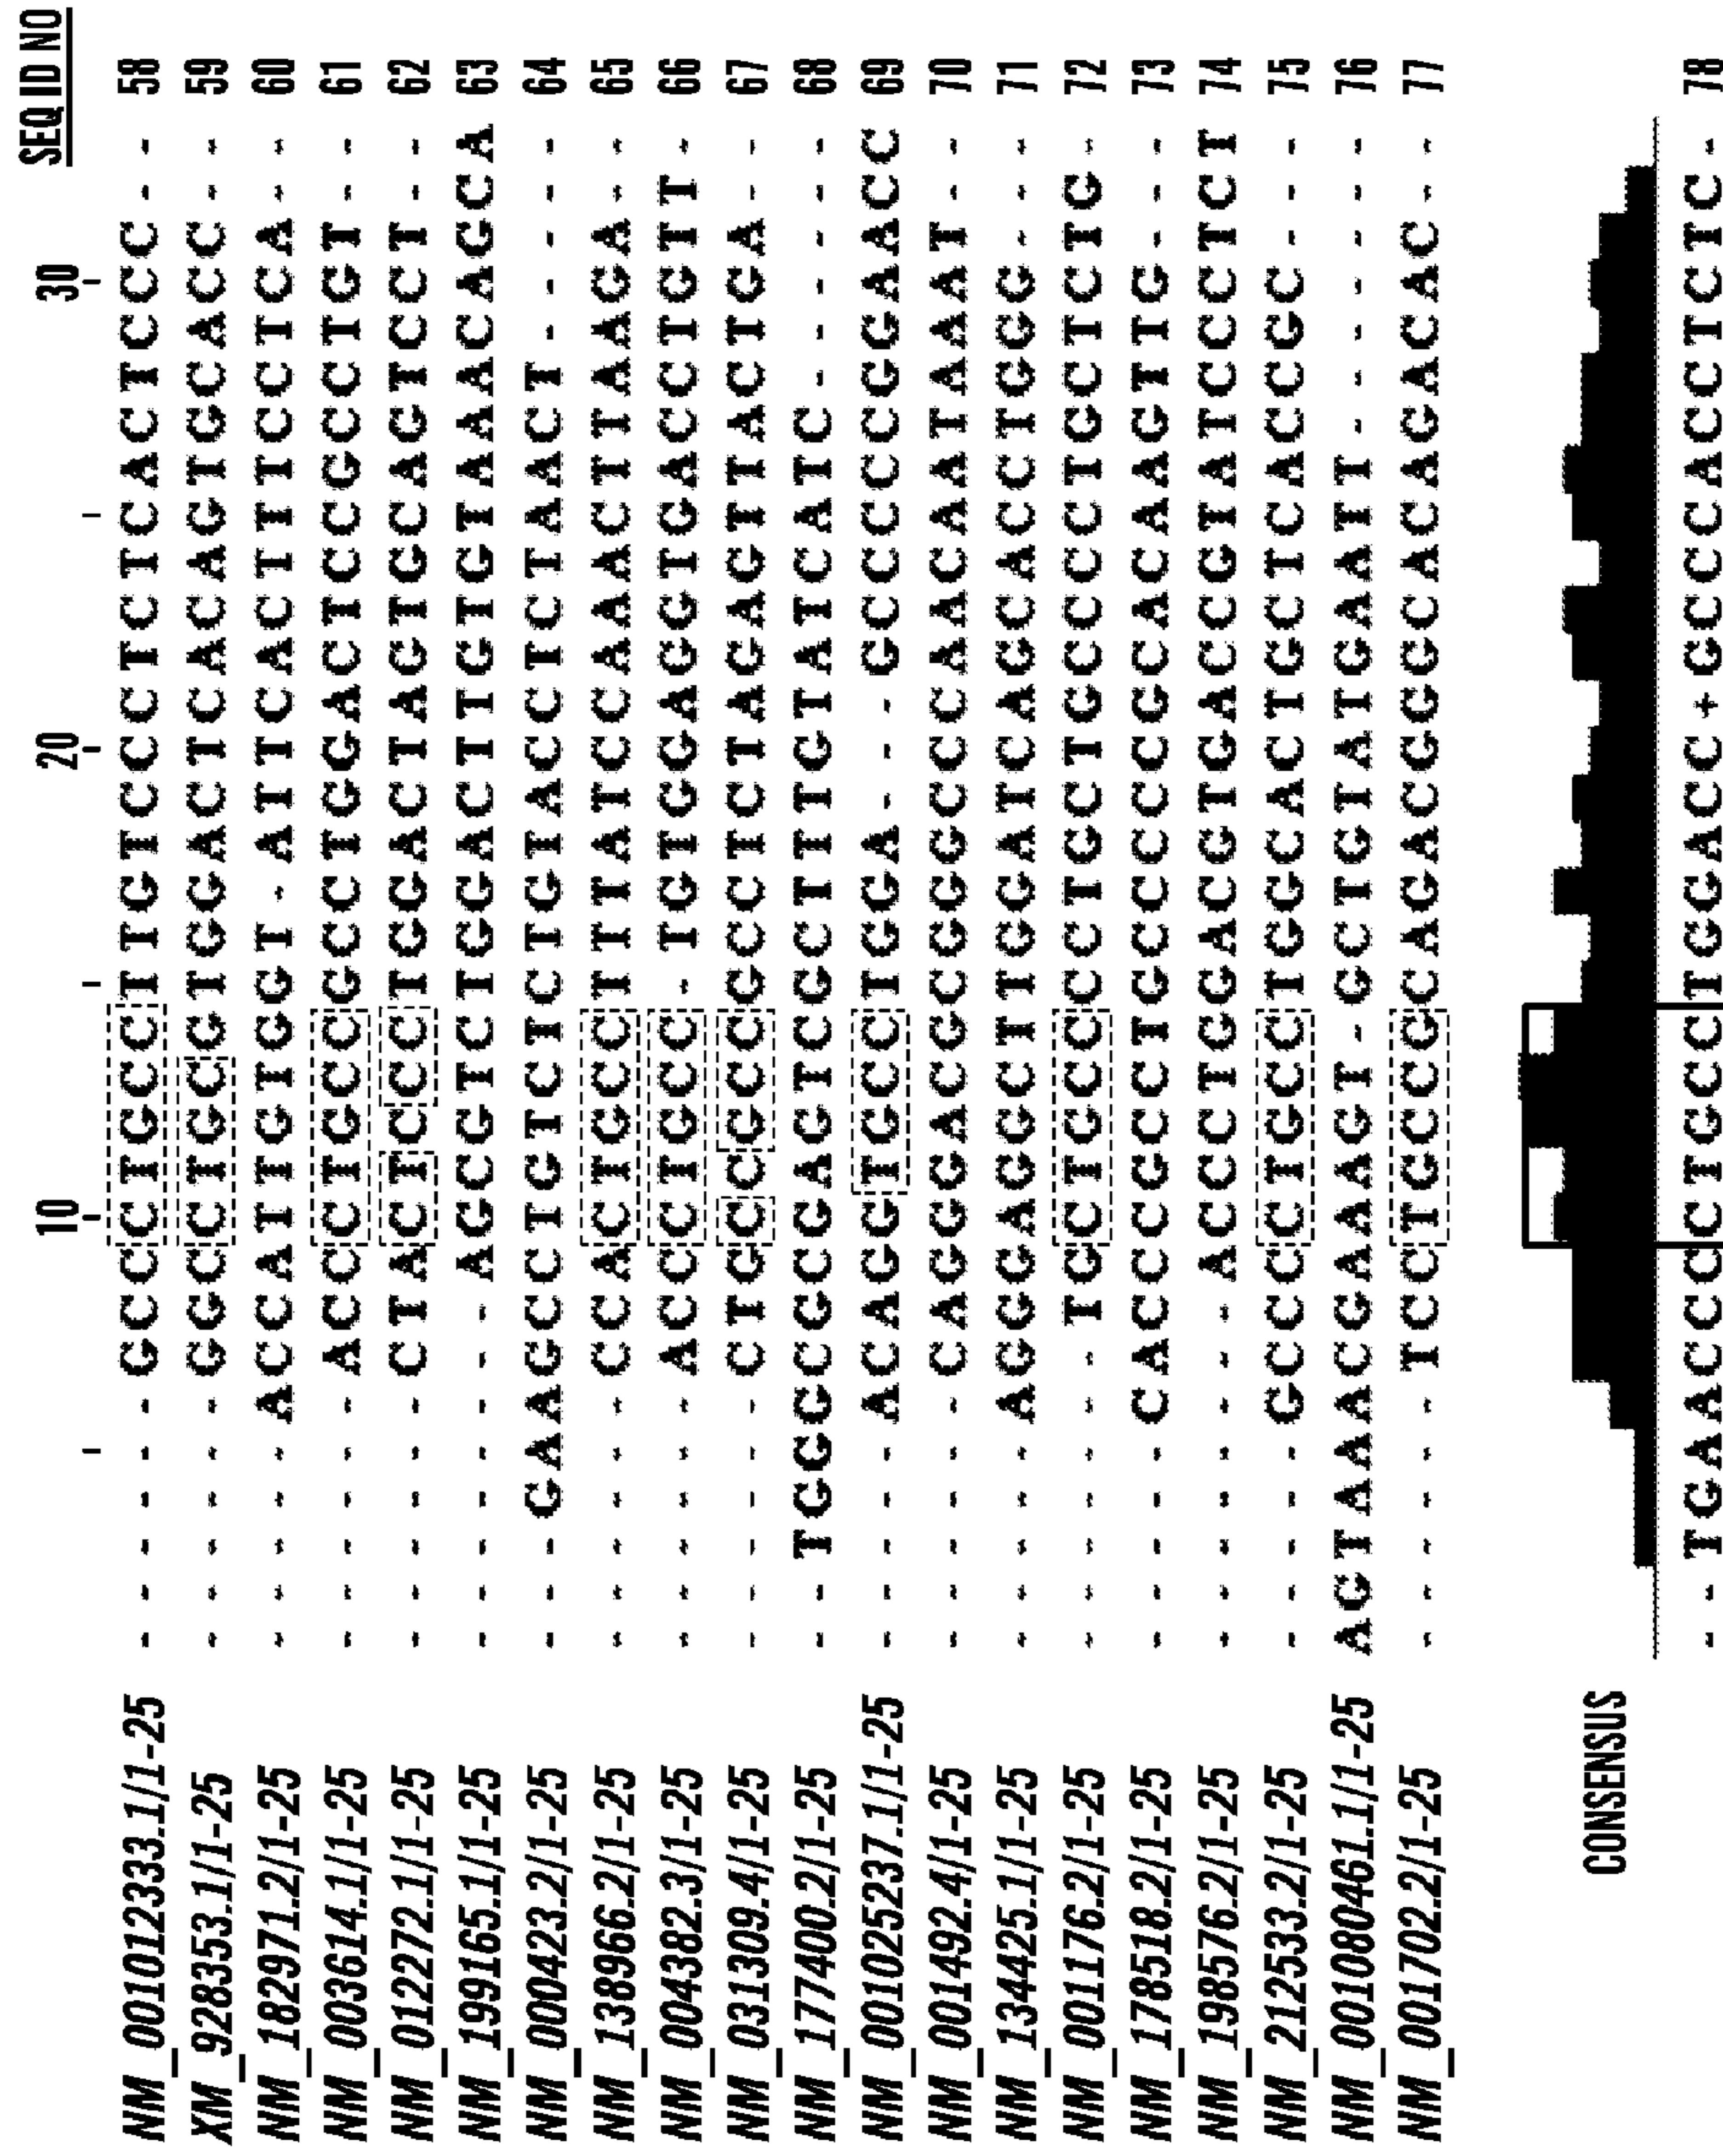 SEQ ID NO
10 20 30
NM_001012333.1/1-25 - - - - - - G C C C T G C C T T G T C C C T C T C A C T C C C - - 58
XM_928353.1/1-25 - - - - - - G G C C T G C G T G G A C T C A C A G T G C A C C - - 59
NM_182971.2/1-25 - - - - - A C C A T T G T G G T - A T T C A C T T T C C T C A - - 60
NM_003614.1/1-25 - - - - - - A C C C T G C C G C C T G G A C T C C G C C T G T - - 61
NM_012272.1/1-25 - - - - - - C T A C T C C C T G G A C T A G T G C A G T C C T - - 62
NM_199165.1/1-25 - - - - - - - - A G C G T C T G G A C T T G T G T A A A C A G C A 63
NM_000423.2/1-25 - - - G A A G C C T G T C T C T G T A C C T C T A A C T - - - - - 64
NM_138966.2/1-25 - - - - - - C C A C T G C C T T T A T C C A A A C T T A A G A - - 65
NM_004382.3/1-25 - - - - - - A C C C T G C C - T G T G G A G G T G A C C T G T T - 66
NM_031309.4/1-25 - - - - - - C T G C C G C C G C C T C T A G A G T T A C T G A - - 67
NM_177400.2/1-25 - - T G G G C G C G A G T C G C T T T G T A T C A T C - - - - - - 68
NM_001025237.1/1-25 - - - - - A C A G G T G C C T G G A - - - G C C C C C G G A A C C 69
NM_001492.4/1-25 - - - - - - C A G G G A C G C G G G C C C A A C A A T A A A T - - 70
NM_134425.1/1-25 - - - - - A G G G A G G C T T G G A T C A G C A C C T G G G - - - 71
NM_001176.2/1-25 - - - - - - - T G C T G C C C C T G C T G C C C C T G C T C T G - 72
NM_178518.2/1-25 - - - - - C A C C C G C C T G C C C C C G C A C A A G T T G - - - 73
NM_198576.2/1-25 - - - - - - - - A C C C T G G A C G T G A C C G T A T C C C T C T 74
NM_212533.2/1-25 - - - - - G C C C C T G C C T G G C A C T G C T C A C C G C - - - 75
NM_001080461.1/1-25 A G T A A A C G A A A G T - G C T G T A T G A A T T - - - - - - - 76
NM_001702.2/1-25 - - - - - - T C C T G C C G C A G A C G G G C A C A G A C A C - - 77
CONSENSUS
- - T G A A C C C C T G C C T G G A C C + G C C C A C C T C T C - 78